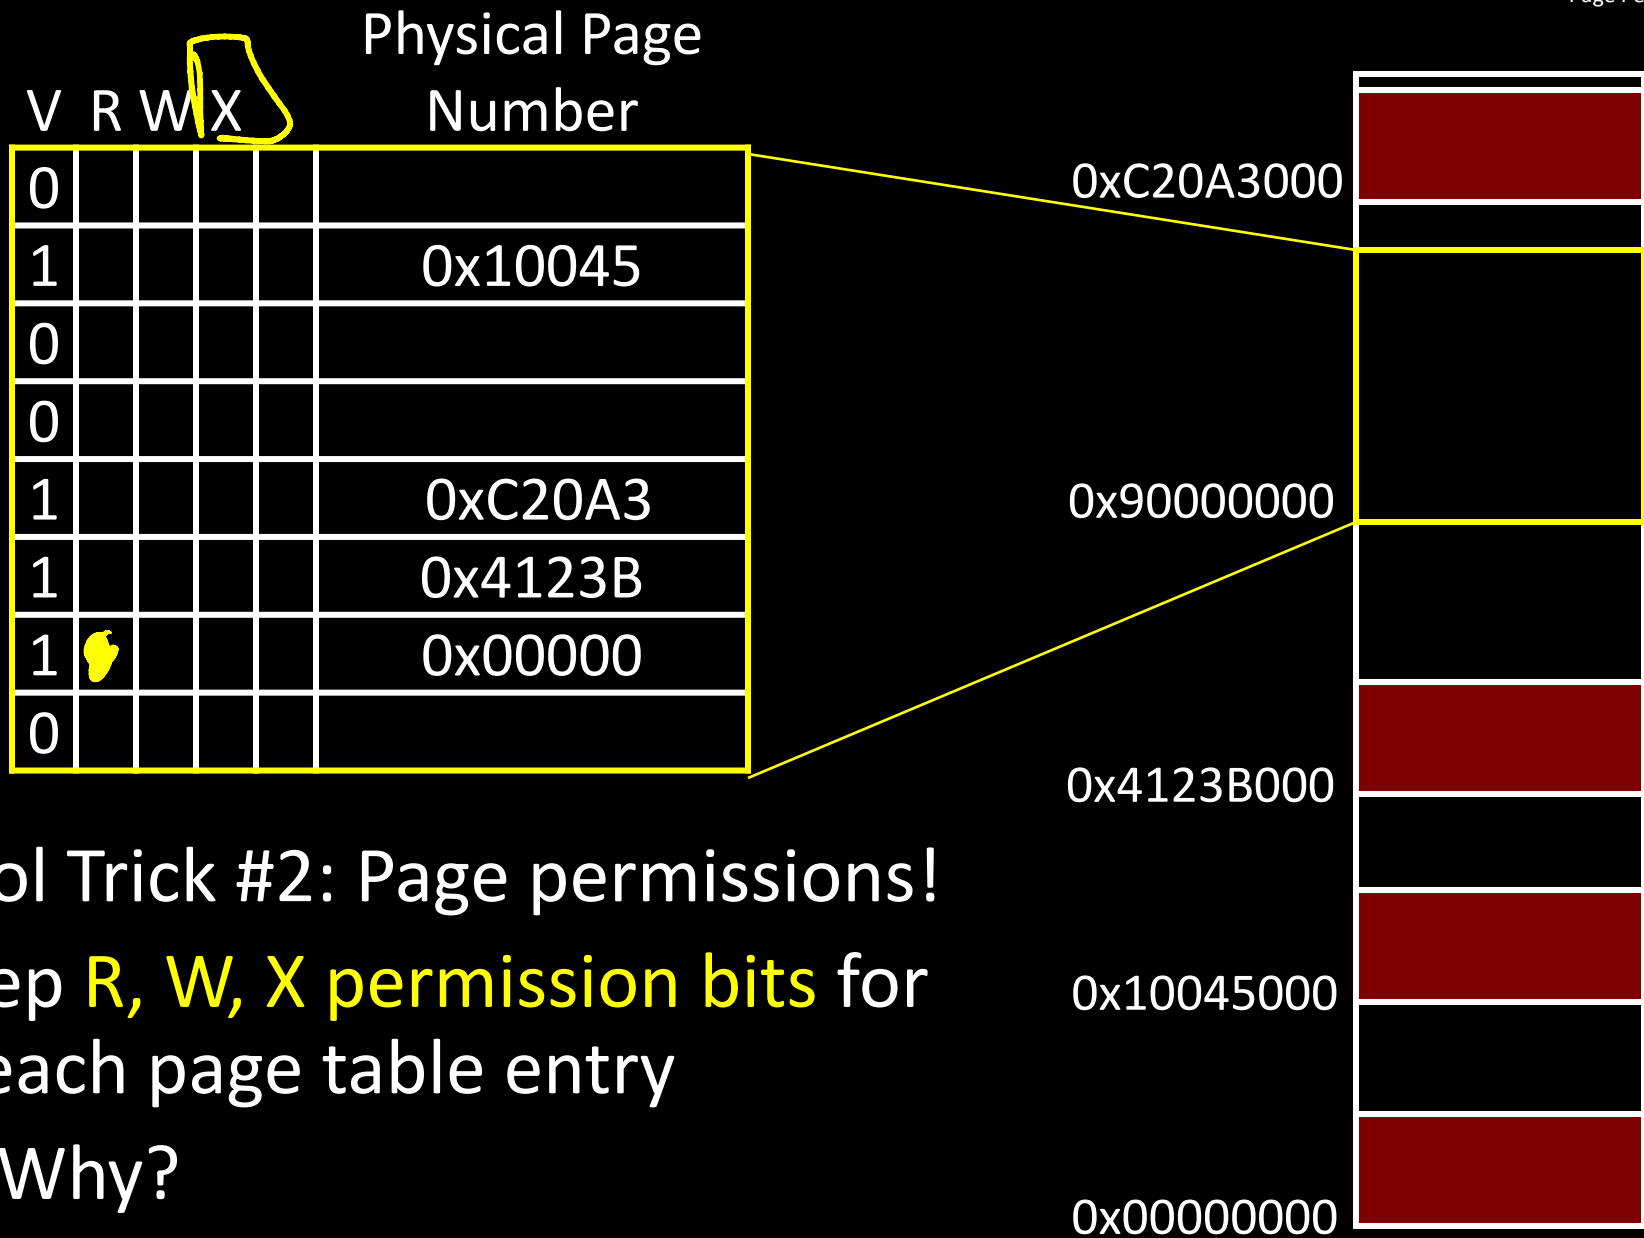 Physical Page
Number
V R W X
0
1 0x10045
0
0
1 0xC20A3
1 0x4123B
1 0x00000
0
0xC20A3000
0x90000000
0x4123B000
0x10045000
0x00000000
ol Trick #2: Page permissions!
ep R, W, X permission bits for
each page table entry
Why?